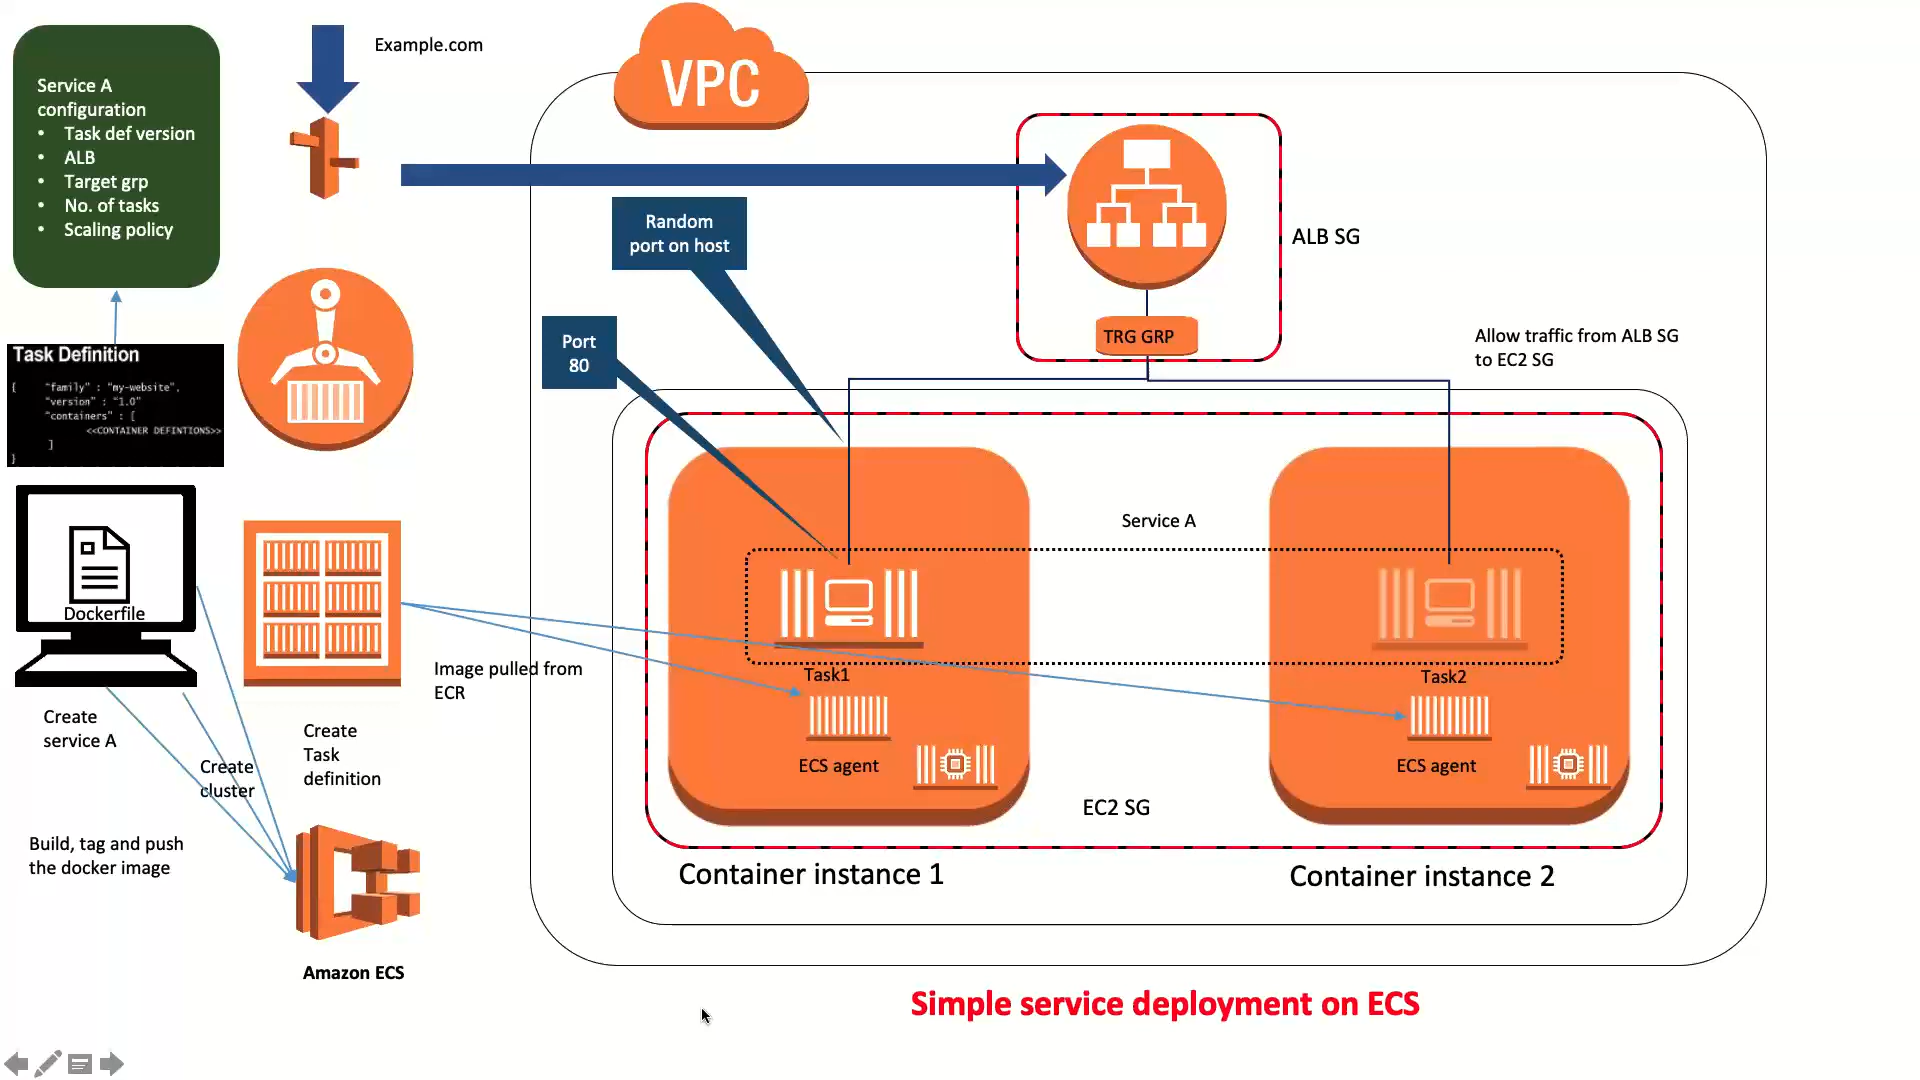 Service A
configuration
• Task def version
• ALB
• Target grp
• No. of tasks
• Scaling policy
Example.com
VPC
ALB SG
Random
port on host
Port
80
TRG GRP
Allow traffic from ALB SG
to EC2 SG
Task Definition
{ "family" : "my-website",
"version" : "1.0"
"containers" : [
<<CONTAINER DEFINTIONS>>
]
}
Dockerfile
Service A
Task1
Task2
Image pulled from
ECR
ECS agent
ECS agent
EC2 SG
Container instance 1
Container instance 2
Create
service A
Create
cluster
Create
Task
definition
Build, tag and push
the docker image
Amazon ECS
Simple service deployment on ECS